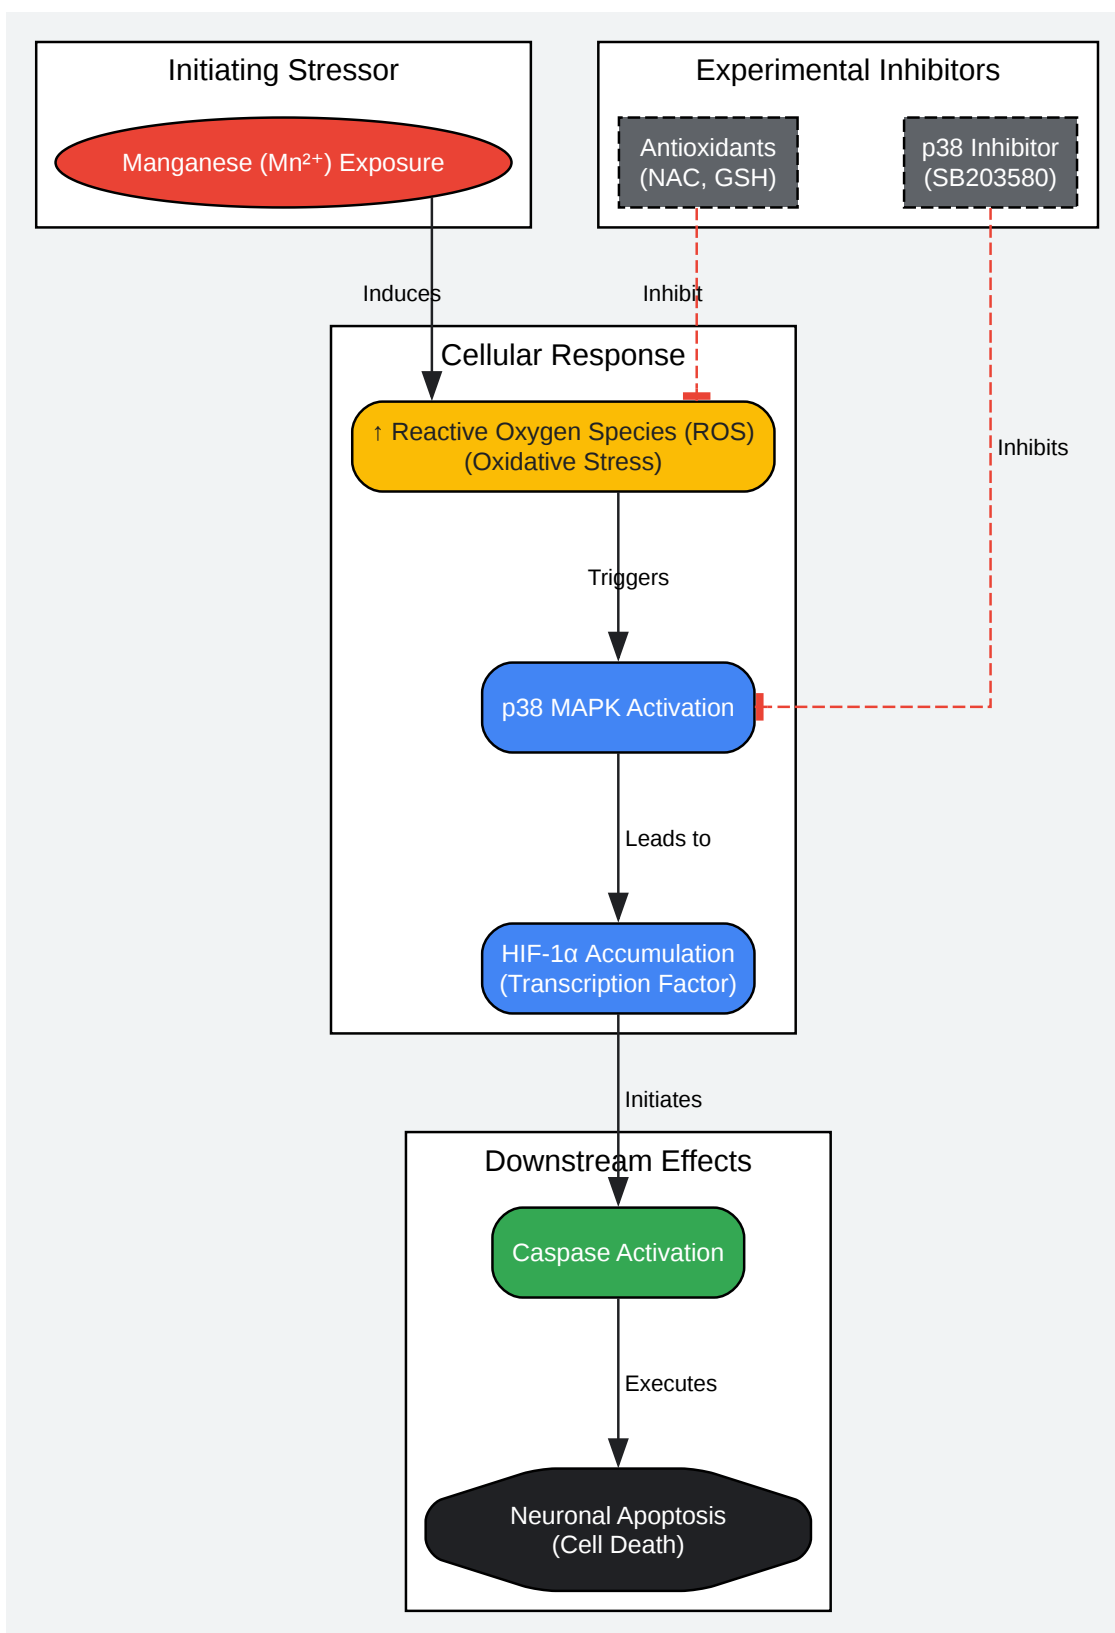 Initiating Stressor
Manganese (Mn²⁺) Exposure
Experimental Inhibitors
Antioxidants
(NAC, GSH)
p38 Inhibitor
(SB203580)
Induces
Inhibit
Cellular Response
↑ Reactive Oxygen Species (ROS)
(Oxidative Stress)
Inhibits
Triggers
p38 MAPK Activation
Leads to
HIF-1α Accumulation
(Transcription Factor)
Initiates
Downstream Effects
Caspase Activation
Executes
Neuronal Apoptosis
(Cell Death)